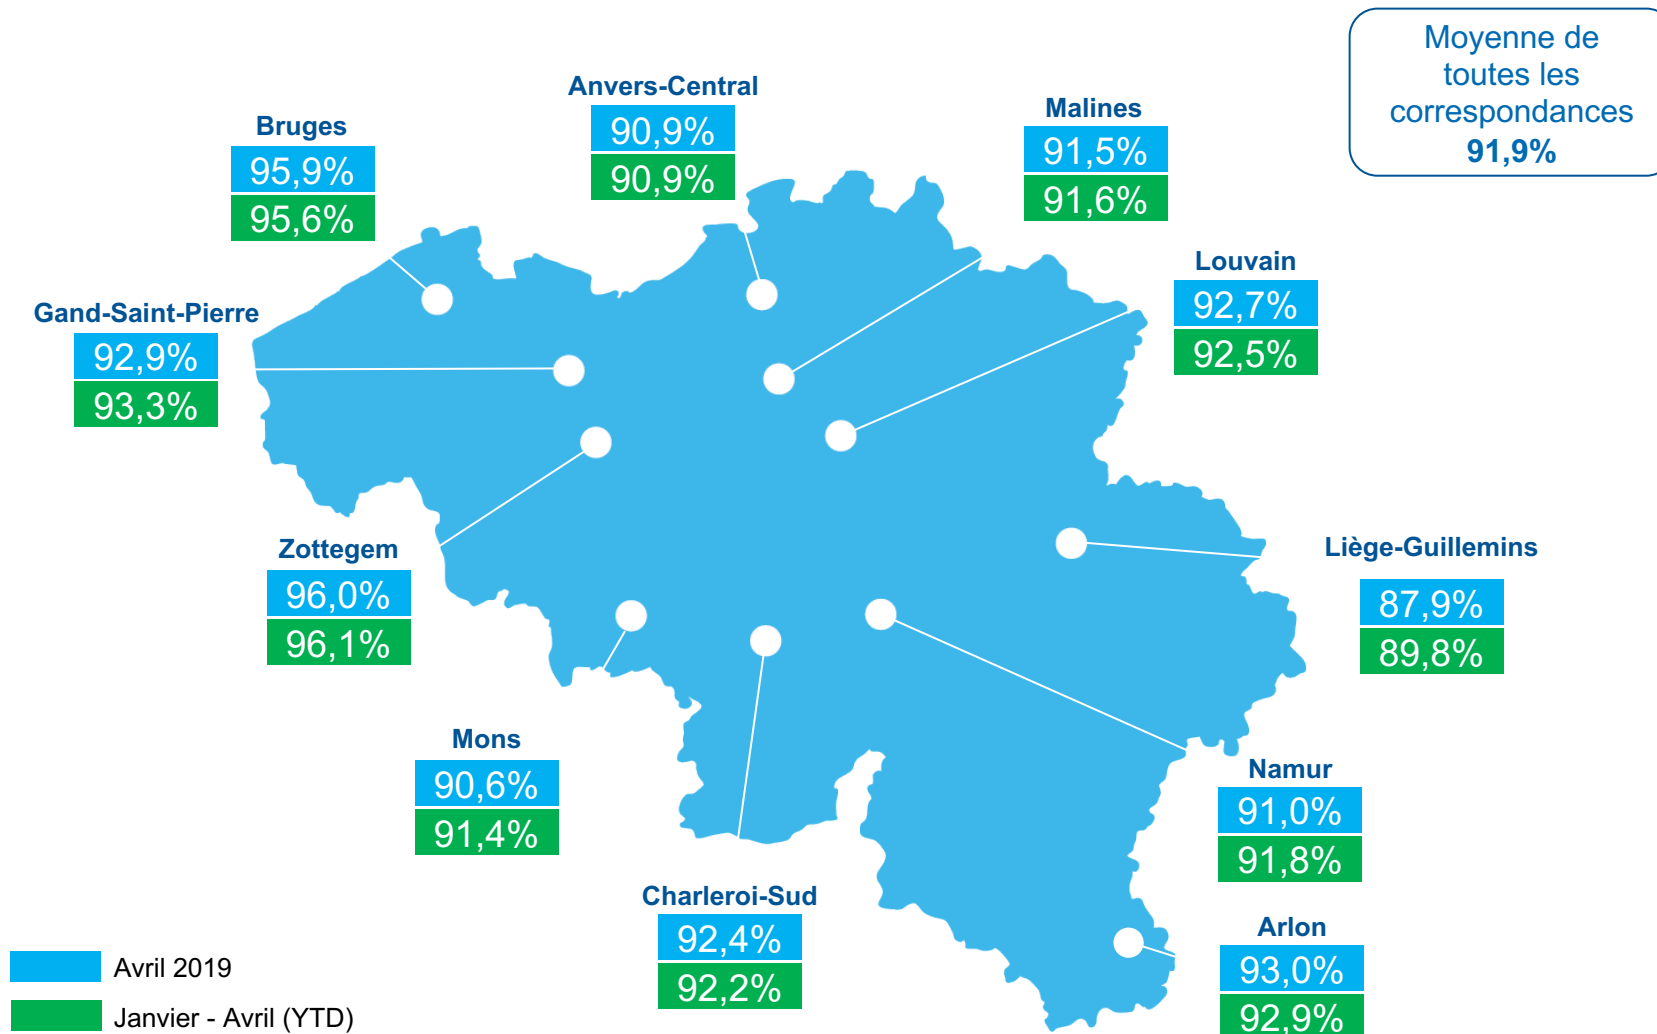 Moyenne de
toutes les
correspondances
91,9%
Anvers-Central
90,9%
90,9%
Malines
91,5%
91,6%
Bruges
95,9%
95,6%
Louvain
92,7%
92,5%
Gand-Saint-Pierre
92,9%
93,3%
Zottegem
96,0%
96,1%
Liège-Guillemins
87,9%
89,8%
Mons
90,6%
91,4%
Namur
91,0%
91,8%
Charleroi-Sud
92,4%
92,2%
Arlon
93,0%
92,9%
Avril 2019
Janvier - Avril (YTD)